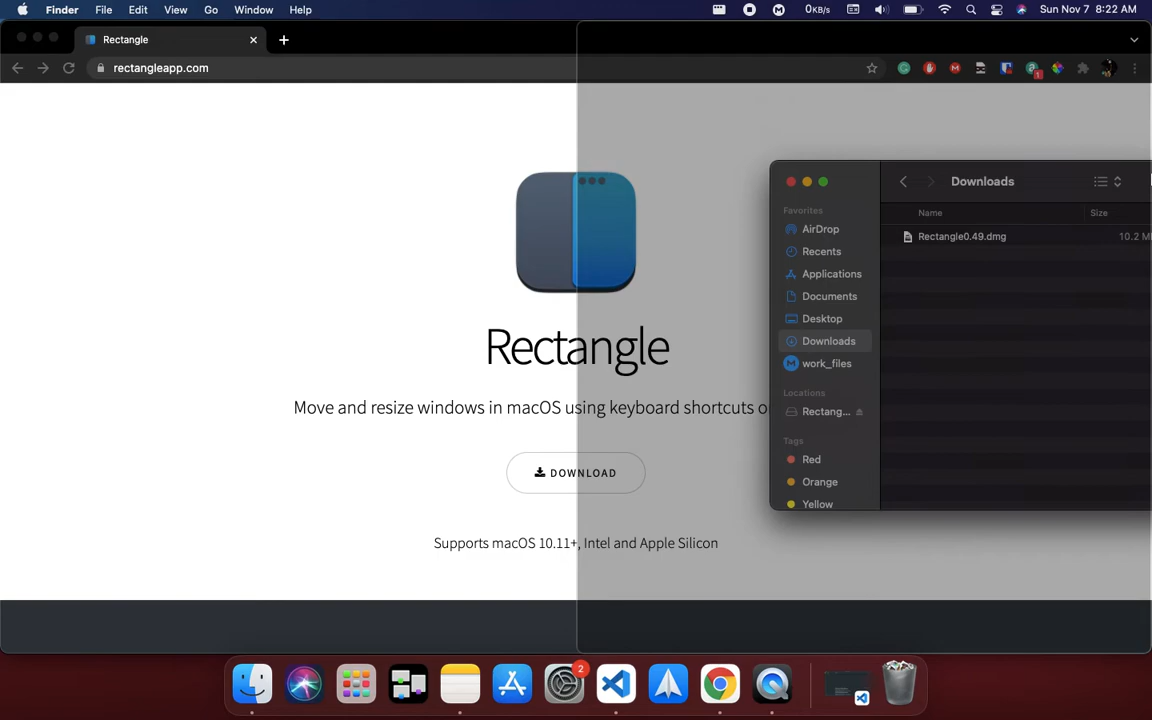 Finder File Edit View Go Window Help
0KB/s Sun Nov 7 8:22 AM
Rectangle
rectangleapp.com
Rectangle
Move and resize windows in macOS using keyboard shortcuts o
DOWNLOAD
Supports macOS 10.11+, Intel and Apple Silicon
Downloads
Favorites
AirDrop
Recents
Applications
Documents
Desktop
Downloads
work_files
Locations
Rectang...
Tags
Red
Orange
Yellow
Name Size
Rectangle0.49.dmg 10.2 M
1
2